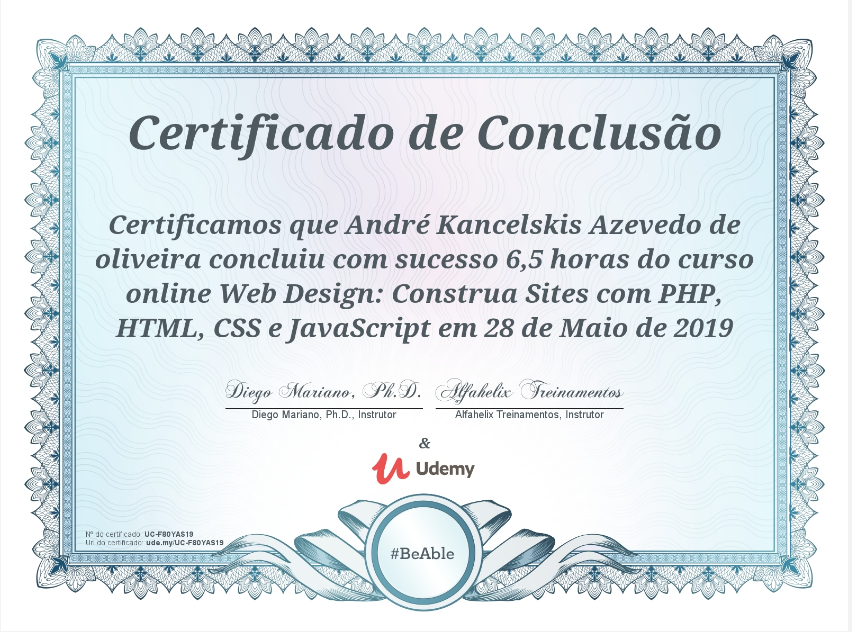 Certificado de Conclusão
Certificamos que André Kancelskis Azevedo de
oliveira concluiu com sucesso 6,5 horas do curso
online Web Design: Construa Sites com PHP,
HTML, CSS e JavaScript em 28 de Maio de 2019
Diego Mariano, Ph.D. Alfahelix Treinamentos
Diego Mariano, Ph.D., Instrutor Alfahelix Treinamentos, Instrutor
&
Udemy
Nº do certificado: UC-F80YAS19
Url do certificado: ude.my/UC-F80YAS19
#BeAble